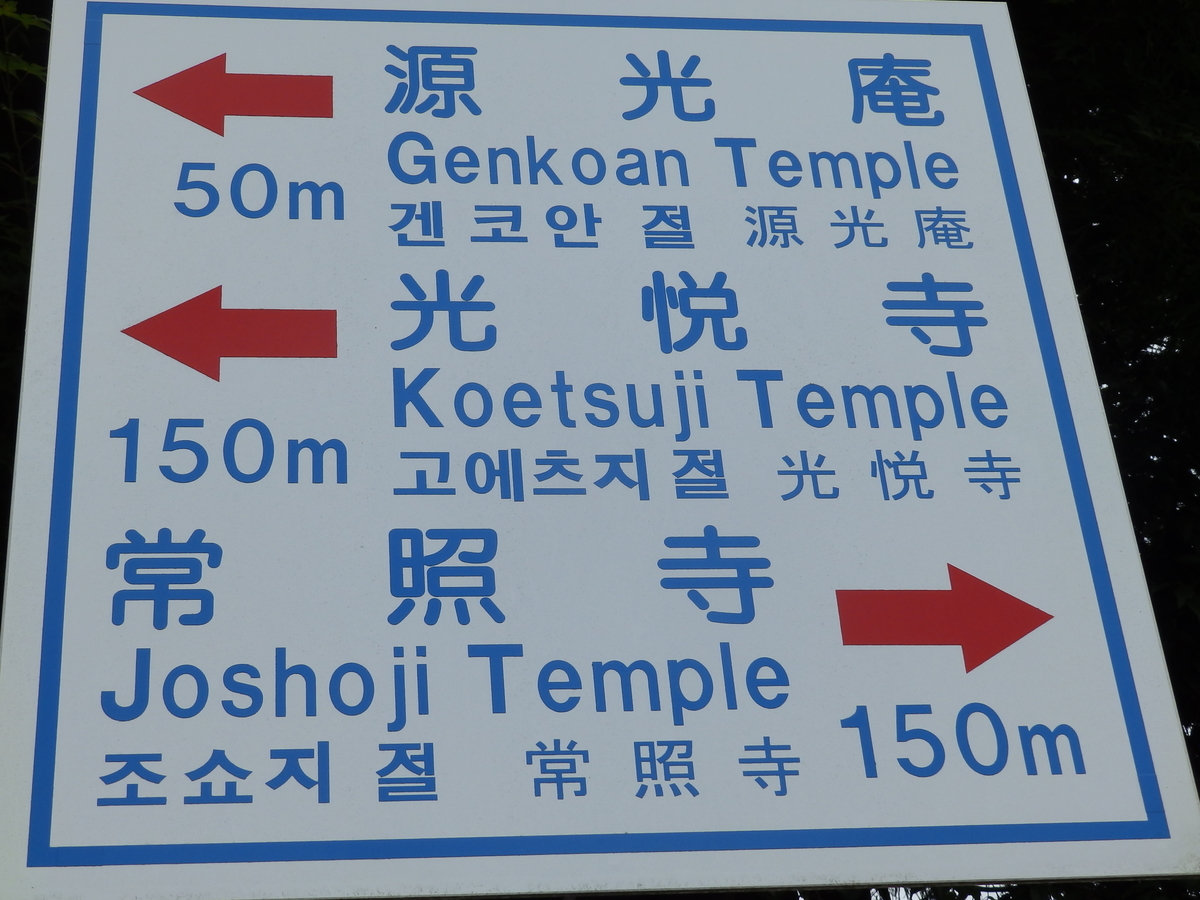 源光庵
50m
Genkoan Temple
겐코안 절 源光庵
光悦寺
150m
Koetsuji Temple
고에츠지 절 光悦寺
常照寺
Joshoji Temple
150m
조쇼지 절 常照寺